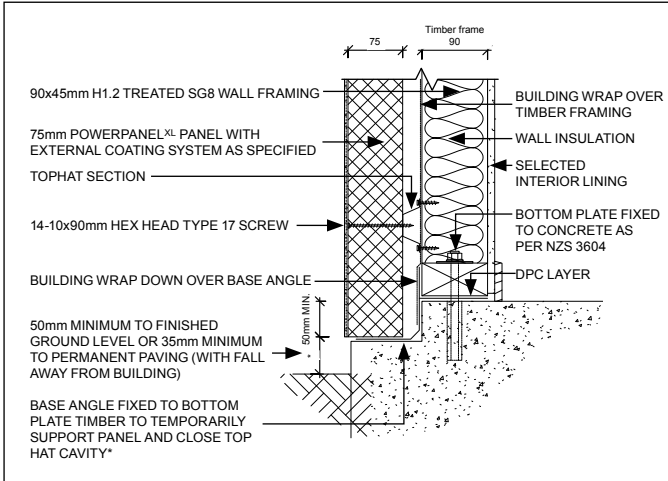 Timber frame
75
90
90x45mm H1.2 TREATED SG8 WALL FRAMING
75mm POWERPANELXL PANEL WITH
EXTERNAL COATING SYSTEM AS SPECIFIED
TOPHAT SECTION
14-10x90mm HEX HEAD TYPE 17 SCREW
BUILDING WRAP DOWN OVER BASE ANGLE
50mm MINIMUM TO FINISHED
GROUND LEVEL OR 35mm MINIMUM
TO PERMANENT PAVING (WITH FALL
AWAY FROM BUILDING)
BASE ANGLE FIXED TO BOTTOM
PLATE TIMBER TO TEMPORARILY
SUPPORT PANEL AND CLOSE TOP
HAT CAVITY*
50mm MIN.
*
BUILDING WRAP OVER
TIMBER FRAMING
WALL INSULATION
SELECTED
INTERIOR LINING
BOTTOM PLATE FIXED
TO CONCRETE AS
PER NZS 3604
DPC LAYER